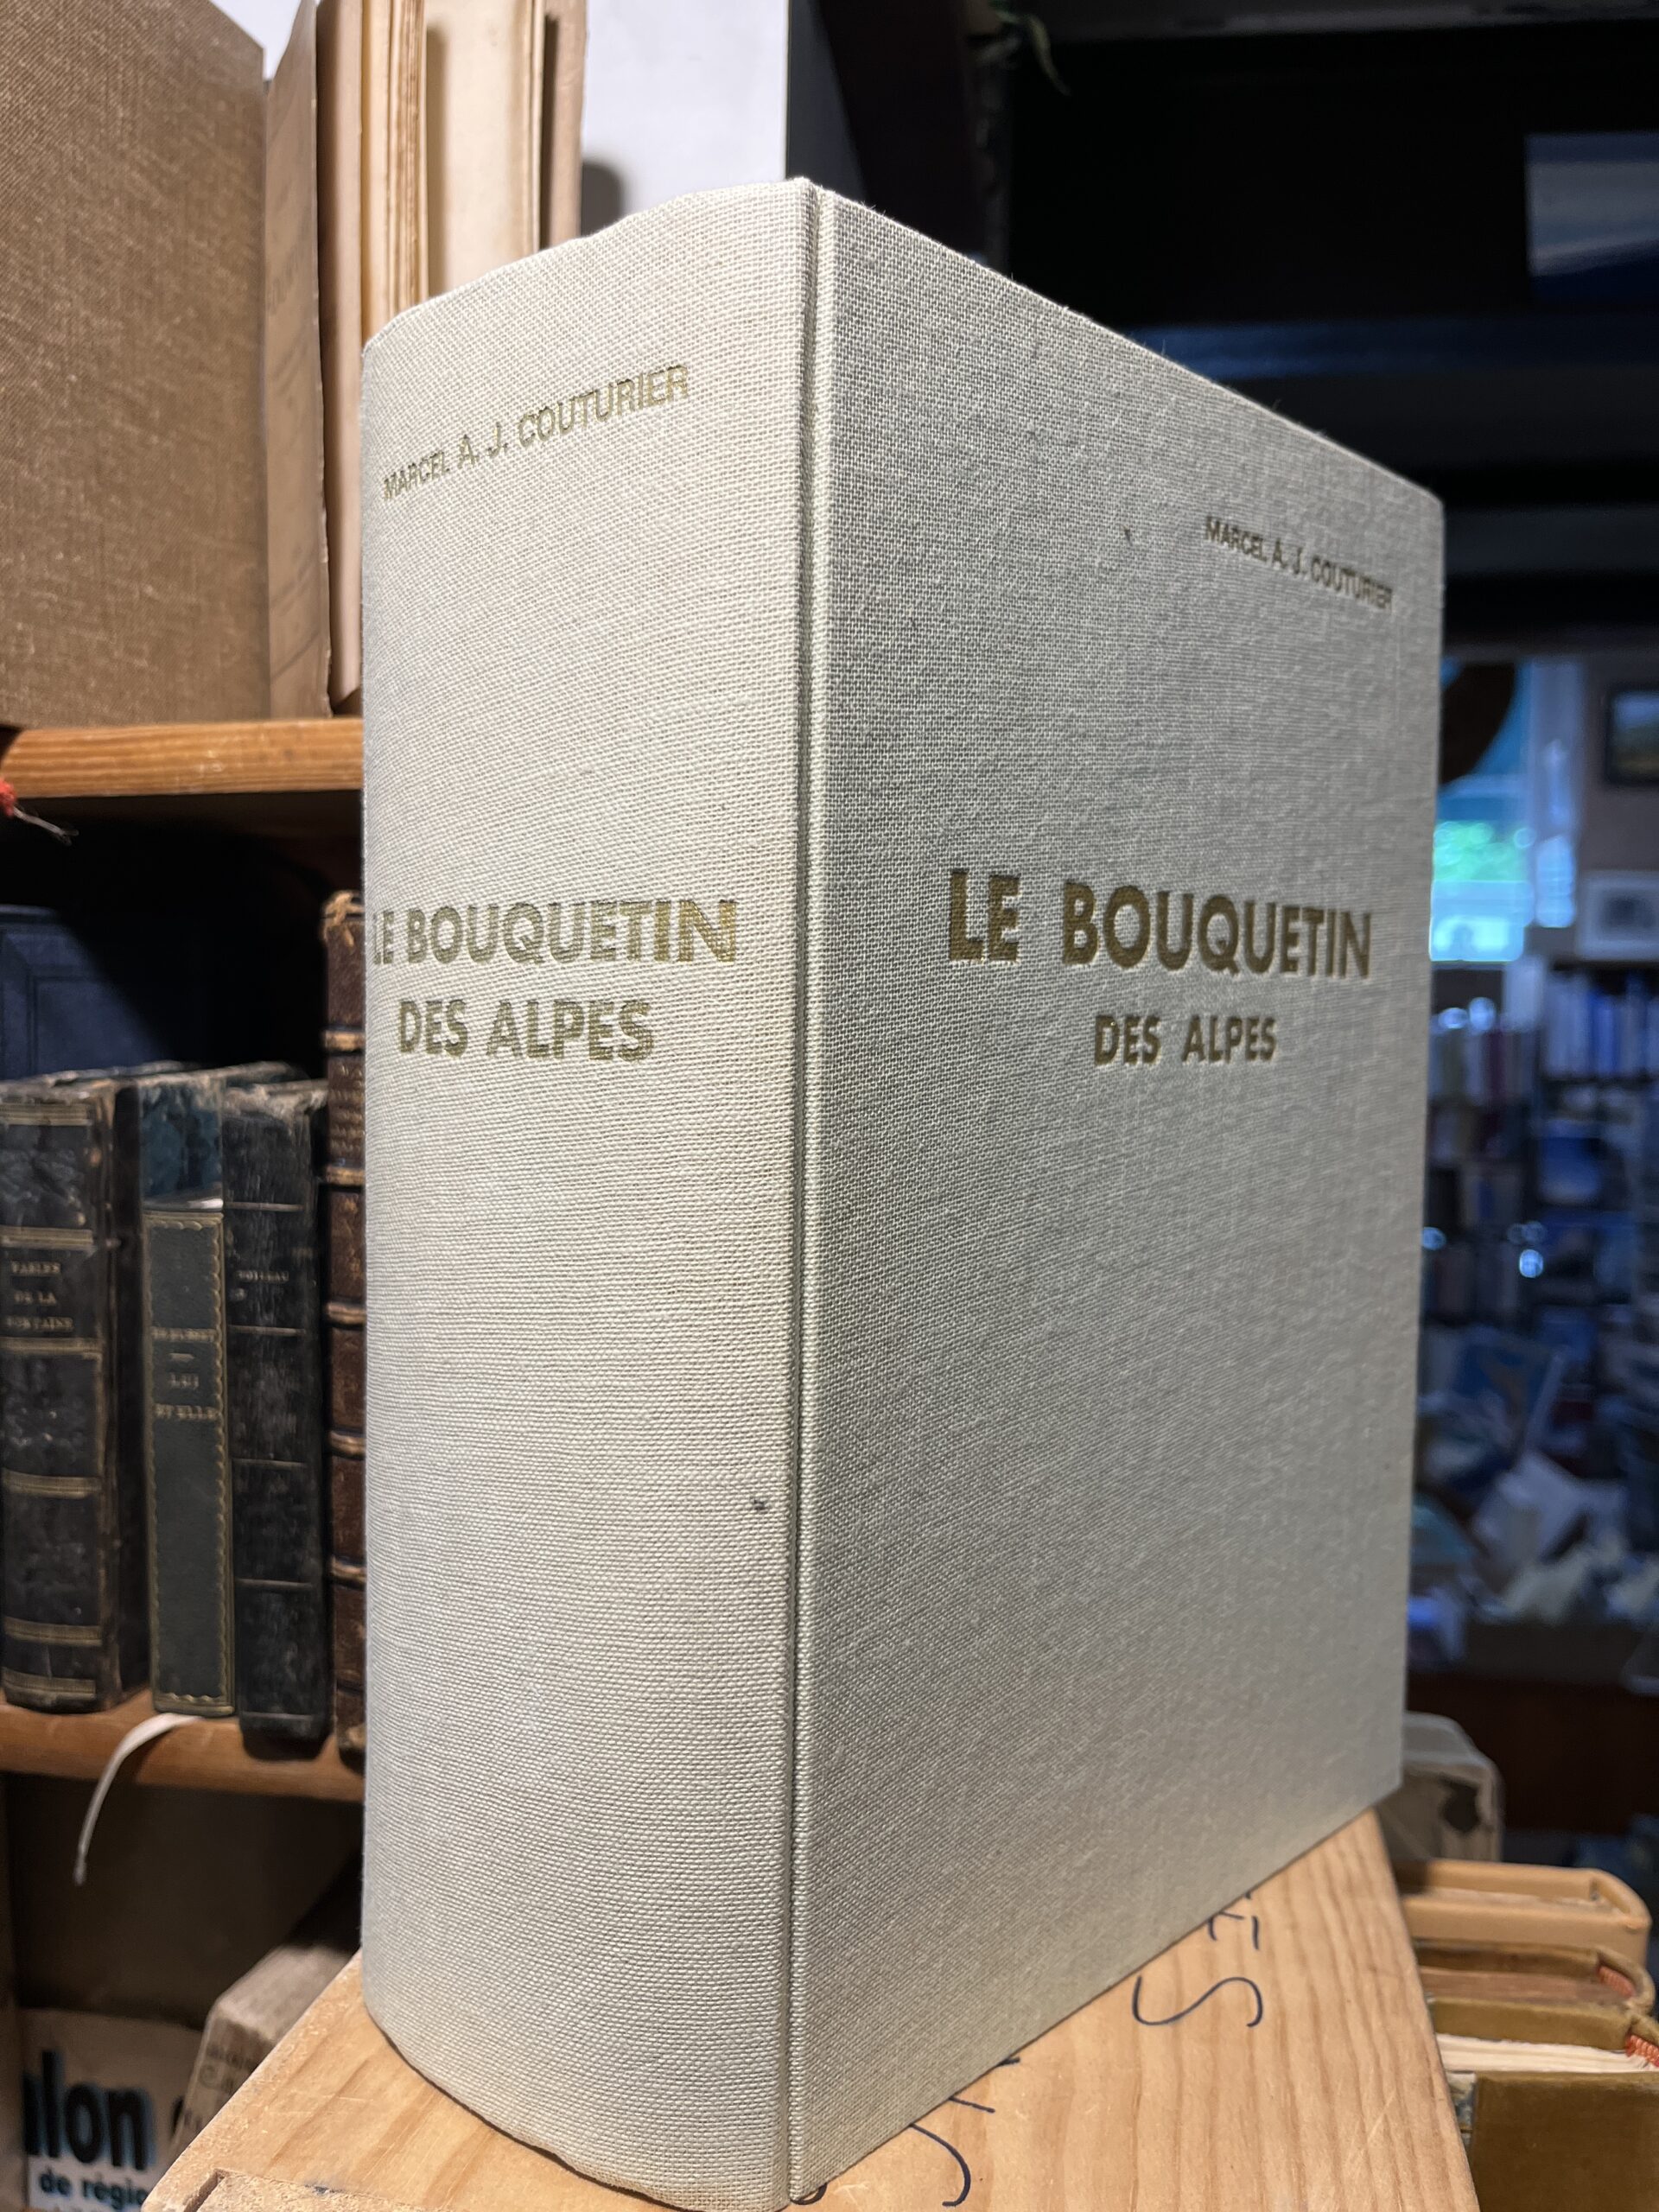 MARCEL A. J. COUTURIER
LE BOUQUETIN
DES ALPES
MARCEL A. J. COUTURIER
LE BOUQUETIN
DES ALPES
FABLES
DE LA
FONTAINE
LUI
ET ELLE
BOILEAU
de régio